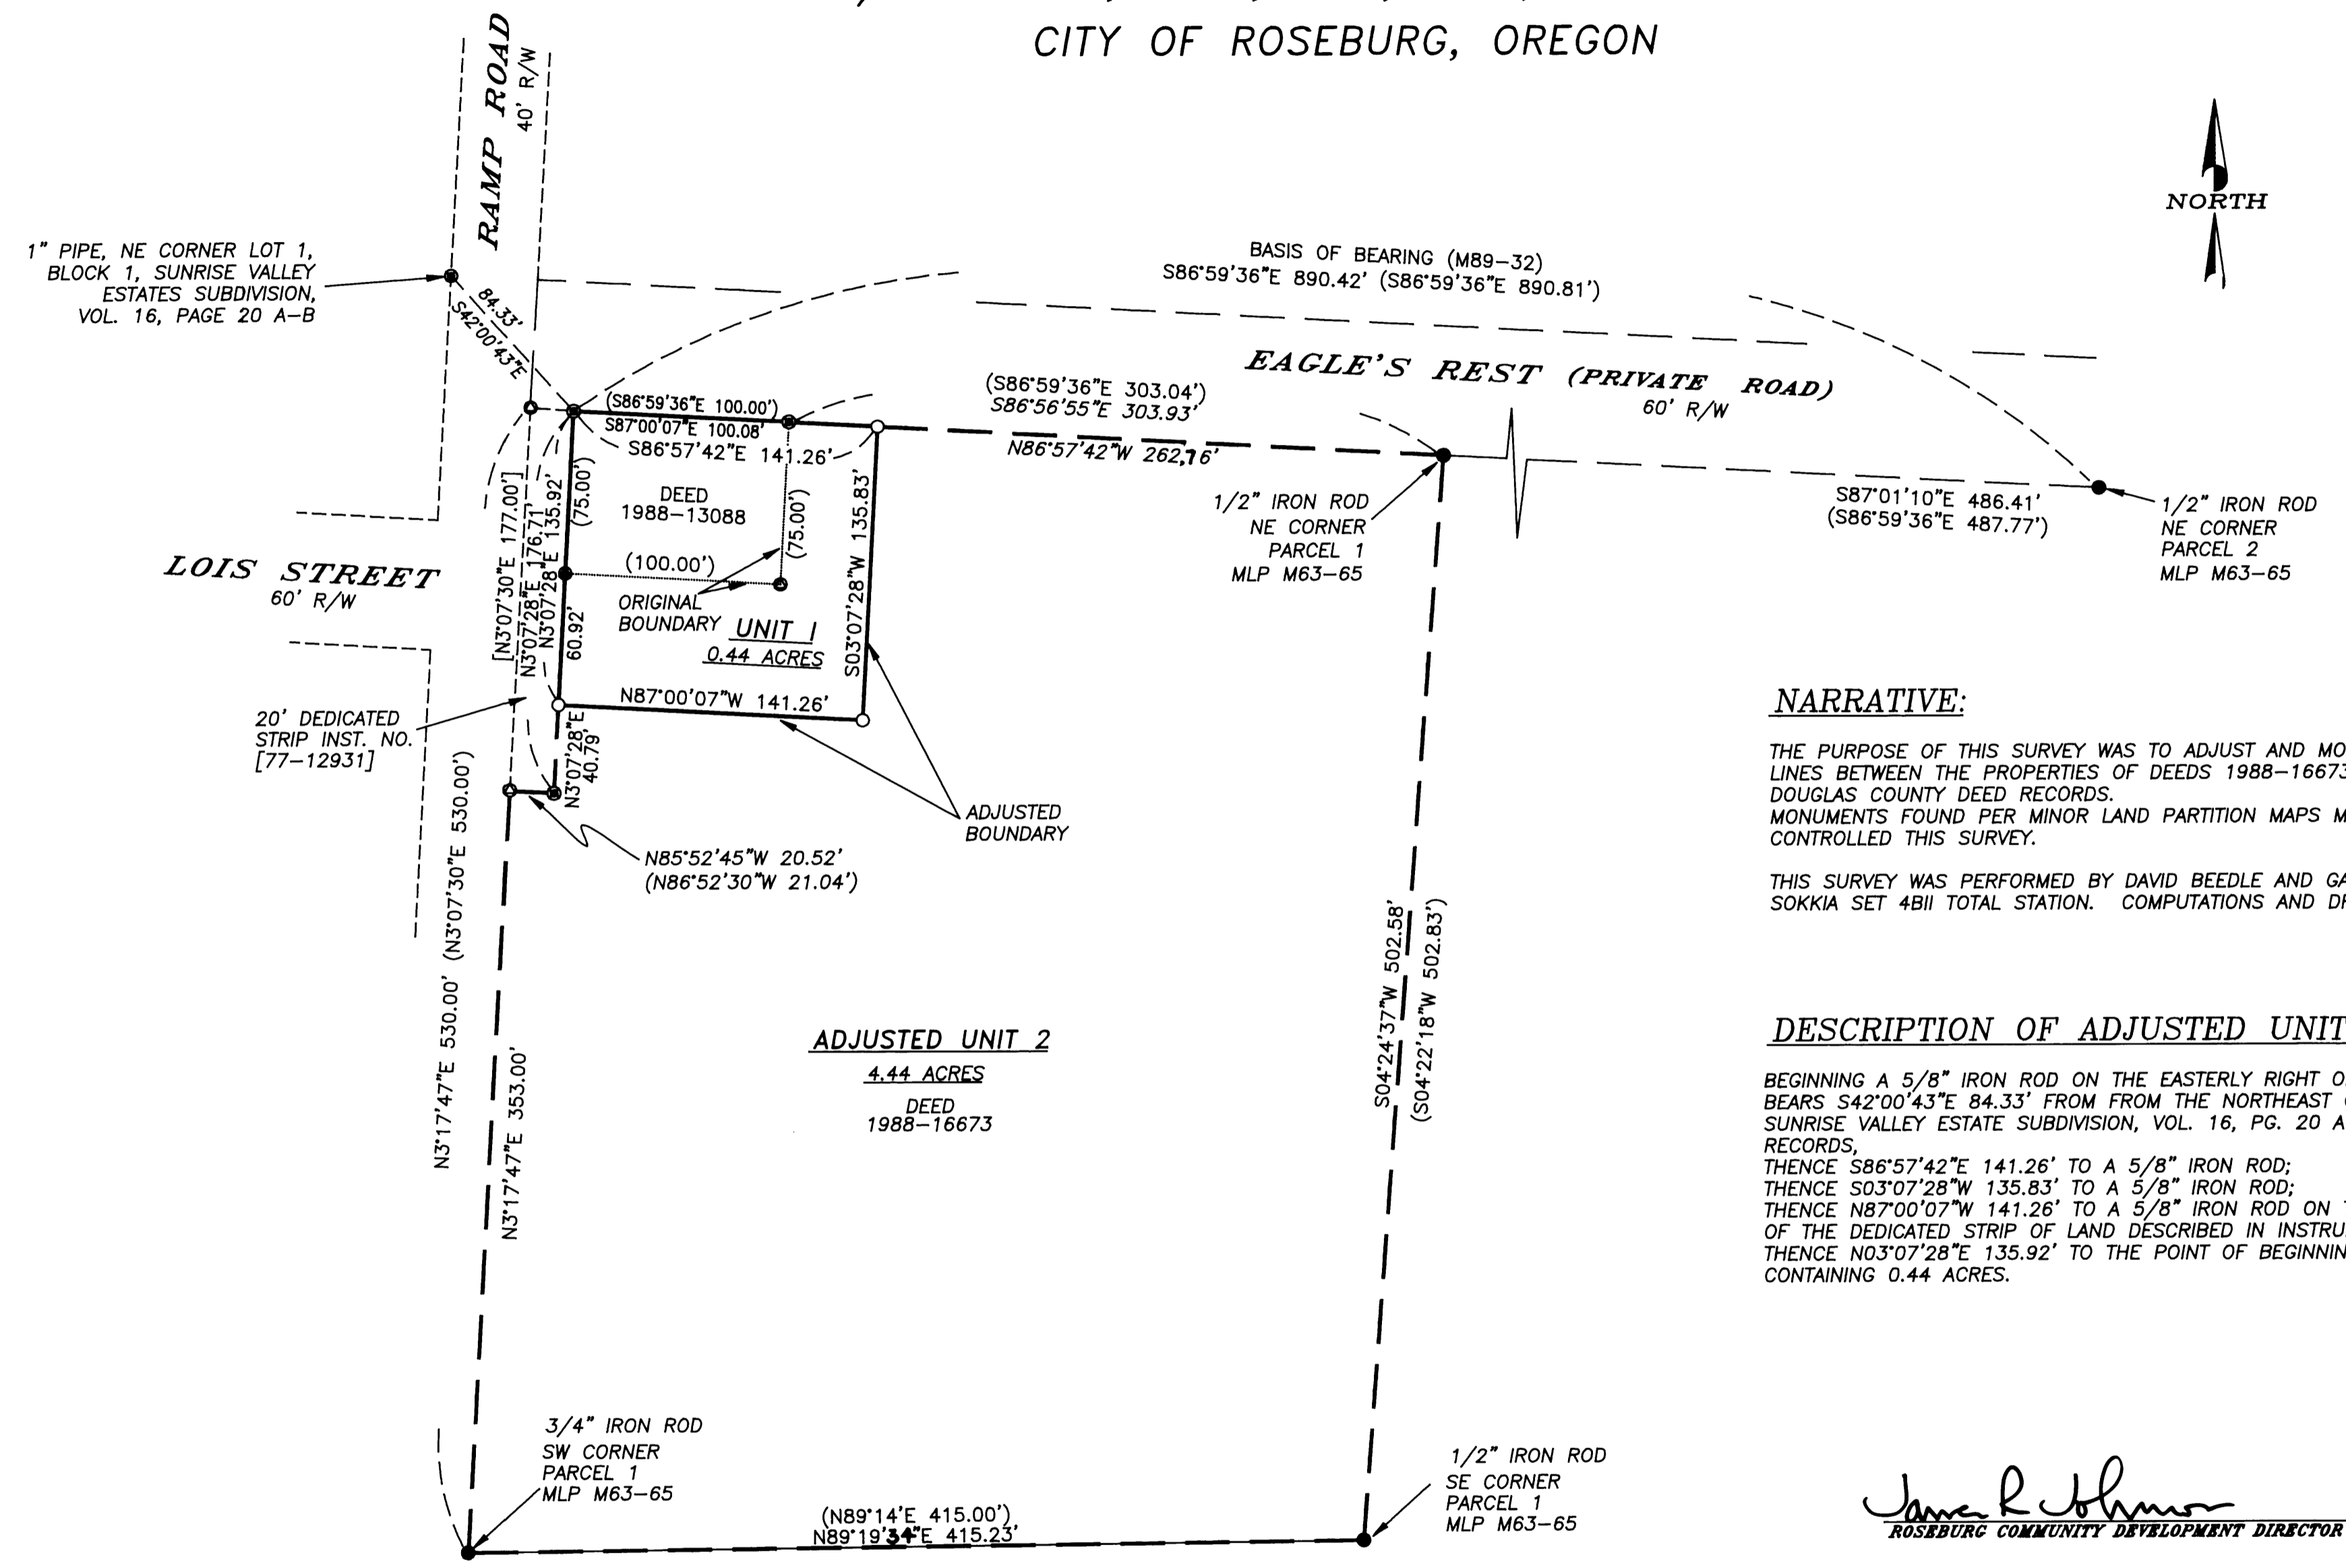 CITY OF ROSEBURG, OREGON
RAMP ROAD
40' R/W
NORTH
1" PIPE, NE CORNER LOT 1,
BLOCK 1, SUNRISE VALLEY
ESTATES SUBDIVISION,
VOL. 16, PAGE 20 A-B
84.33'
S42°00'43"E
BASIS OF BEARING (M89-32)
S86°59'36"E 890.42' (S86°59'36"E 890.81')
EAGLE'S REST (PRIVATE ROAD)
60' R/W
(S86°59'36"E 303.04')
S86°56'55"E 303.93'
N86°57'42"W 262.76'
(S86°59'36"E 100.00')
S87°00'07"E 100.08'
S86°57'42"E 141.26'
S87°01'10"E 486.41'
(S86°59'36"E 487.77')
1/2" IRON ROD
NE CORNER
PARCEL 1
MLP M63-65
1/2" IRON ROD
NE CORNER
PARCEL 2
MLP M63-65
[N3°07'30"E 177.00']
N3°07'28"E 176.71'
N3°07'28"E 135.92'
(75.00')
60.92'
DEED
1988-13088
(75.00')
S03°07'28"W 135.83'
(100.00')
ORIGINAL
BOUNDARY
UNIT 1
0.44 ACRES
LOIS STREET
60' R/W
N87°00'07"W 141.26'
20' DEDICATED
STRIP INST. NO.
[77-12931]
N3°07'28"E
40.79'
ADJUSTED
BOUNDARY
N85°52'45"W 20.52'
(N86°52'30"W 21.04')
N3°17'47"E 530.00' (N3°07'30"E 530.00')
N3°17'47"E 353.00'
S04°24'37"W 502.58'
(S04°22'18"W 502.83')
ADJUSTED UNIT 2
4.44 ACRES
DEED
1988-16673
3/4" IRON ROD
SW CORNER
PARCEL 1
MLP M63-65
(N89°14'E 415.00')
N89°19'34"E 415.23'
1/2" IRON ROD
SE CORNER
PARCEL 1
MLP M63-65
NARRATIVE:
THE PURPOSE OF THIS SURVEY WAS TO ADJUST AND MO
LINES BETWEEN THE PROPERTIES OF DEEDS 1988-16673
DOUGLAS COUNTY DEED RECORDS.
MONUMENTS FOUND PER MINOR LAND PARTITION MAPS M
CONTROLLED THIS SURVEY.
THIS SURVEY WAS PERFORMED BY DAVID BEEDLE AND GA
SOKKIA SET 4BII TOTAL STATION. COMPUTATIONS AND DR
DESCRIPTION OF ADJUSTED UNIT
BEGINNING A 5/8" IRON ROD ON THE EASTERLY RIGHT O
BEARS S42°00'43"E 84.33' FROM FROM THE NORTHEAST
SUNRISE VALLEY ESTATE SUBDIVISION, VOL. 16, PG. 20 A
RECORDS,
THENCE S86°57'42"E 141.26' TO A 5/8" IRON ROD;
THENCE S03°07'28"W 135.83' TO A 5/8" IRON ROD;
THENCE N87°00'07"W 141.26' TO A 5/8" IRON ROD ON
OF THE DEDICATED STRIP OF LAND DESCRIBED IN INSTRU
THENCE N03°07'28"E 135.92' TO THE POINT OF BEGINNIN
CONTAINING 0.44 ACRES.
James R Johnson
ROSEBURG COMMUNITY DEVELOPMENT DIRECTOR